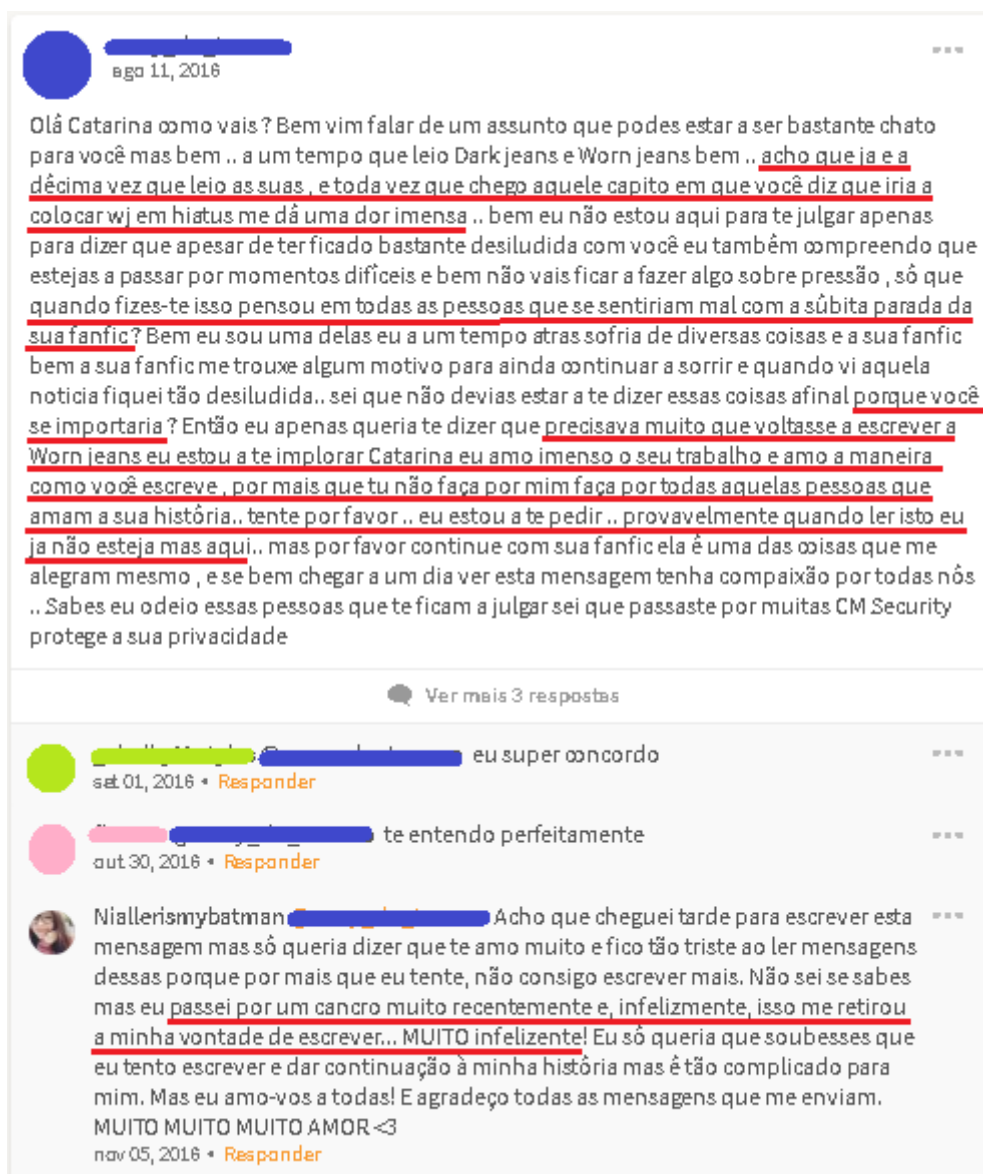 ago 11, 2016
Olá Catarina como vais ? Bem vim falar de um assunto que podes estar a ser bastante chato
para você mas bem .. a um tempo que leio Dark jeans e Worn jeans bem .. acho que ja e a
décima vez que leio as suas , e toda vez que chego aquele capito em que você diz que iria a
colocar wj em hiatus me dá uma dor imensa .. bem eu não estou aqui para te julgar apenas
para dizer que apesar de ter ficado bastante desiludida com você eu também compreendo que
estejas a passar por momentos difíceis e bem não vais ficar a fazer algo sobre pressão , só que
quando fizes-te isso pensou em todas as pessoas que se sentiriam mal com a súbita parada da
sua fanfic ? Bem eu sou uma delas eu a um tempo atras sofria de diversas coisas e a sua fanfic
bem a sua fanfic me trouxe algum motivo para ainda continuar a sorrir e quando vi aquela
noticia fiquei tão desiludida.. sei que não devias estar a te dizer essas coisas afinal porque você
se importaria ? Então eu apenas queria te dizer que precisava muito que voltasse a escrever a
Worn jeans eu estou a te implorar Catarina eu amo imenso o seu trabalho e amo a maneira
como você escreve , por mais que tu não faça por mim faça por todas aquelas pessoas que
amam a sua história.. tente por favor .. eu estou a te pedir .. provavelmente quando ler isto eu
ja não esteja mas aqui.. mas por favor continue com sua fanfic ela é uma das coisas que me
alegram mesmo , e se bem chegar a um dia ver esta mensagem tenha compaixão por todas nós
.. Sabes eu odeio essas pessoas que te ficam a julgar sei que passaste por muitas CM Security
protege a sua privacidade
Ver mais 3 respostas
eu super concordo
set 01, 2016 • Responder
te entendo perfeitamente
out 30, 2016 • Responder
Niallerismybatman Acho que cheguei tarde para escrever esta
mensagem mas só queria dizer que te amo muito e fico tão triste ao ler mensagens
dessas porque por mais que eu tente, não consigo escrever mais. Não sei se sabes
mas eu passei por um cancro muito recentemente e, infelizmente, isso me retirou
a minha vontade de escrever... MUITO infelizente! Eu só queria que soubesses que
eu tento escrever e dar continuação à minha história mas é tão complicado para
mim. Mas eu amo-vos a todas! E agradeço todas as mensagens que me enviam.
MUITO MUITO MUITO AMOR <3
nov 05, 2016 • Responder